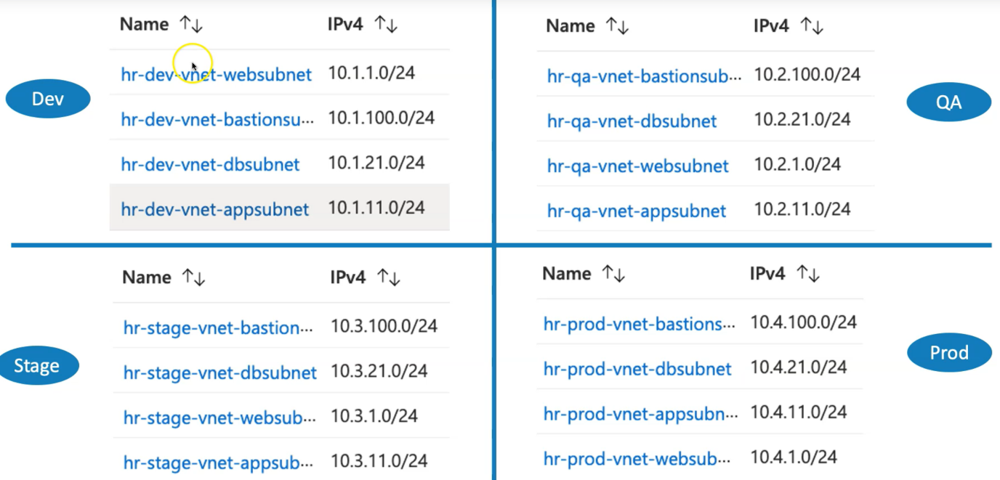 Dev
Name ↑↓ IPv4 ↑↓
hr-dev-vnet-websubnet 10.1.1.0/24
hr-dev-vnet-bastionsu... 10.1.100.0/24
hr-dev-vnet-dbsubnet 10.1.21.0/24
hr-dev-vnet-appsubnet 10.1.11.0/24
QA
Name ↑↓ IPv4 ↑↓
hr-qa-vnet-bastionsub... 10.2.100.0/24
hr-qa-vnet-dbsubnet 10.2.21.0/24
hr-qa-vnet-websubnet 10.2.1.0/24
hr-qa-vnet-appsubnet 10.2.11.0/24
Stage
Name ↑↓ IPv4 ↑↓
hr-stage-vnet-bastion... 10.3.100.0/24
hr-stage-vnet-dbsubnet 10.3.21.0/24
hr-stage-vnet-websub... 10.3.1.0/24
hr-stage-vnet-appsub... 10.3.11.0/24
Prod
Name ↑↓ IPv4 ↑↓
hr-prod-vnet-bastions... 10.4.100.0/24
hr-prod-vnet-dbsubnet 10.4.21.0/24
hr-prod-vnet-appsubn... 10.4.11.0/24
hr-prod-vnet-websub... 10.4.1.0/24